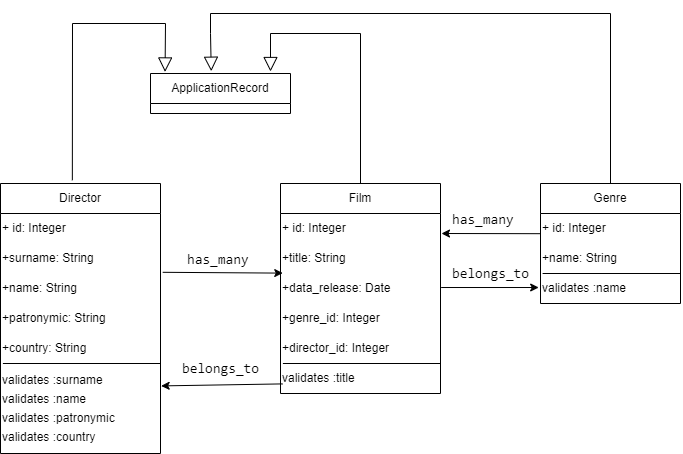 ApplicationRecord
Director
+ id: Integer
+surname: String
+name: String
+patronymic: String
+country: String
validates :surname
validates :name
validates :patronymic
validates :country
has_many
belongs_to
Film
+ id: Integer
+title: String
+data_release: Date
+genre_id: Integer
+director_id: Integer
validates :title
has_many
belongs_to
Genre
+ id: Integer
+name: String
validates :name